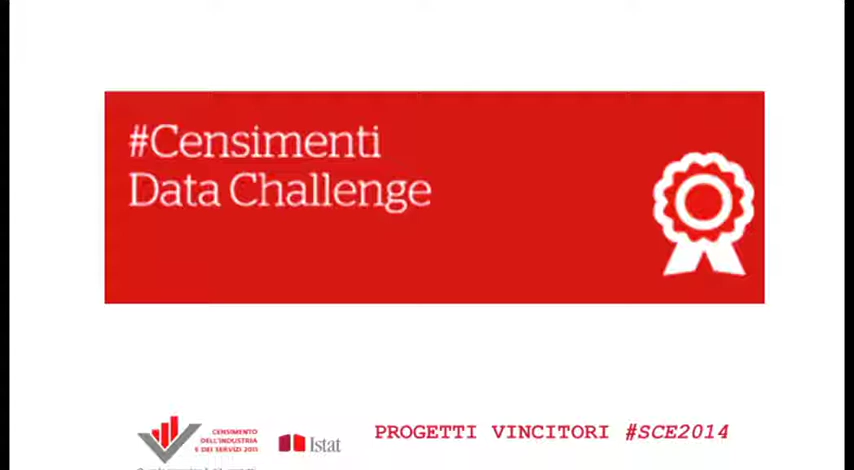 #Censimenti
Data Challenge
CENSIMENTO
DELL'INDUSTRIA
E DEI SERVIZI 2011
Istat
PROGETTI VINCITORI #SCE2014